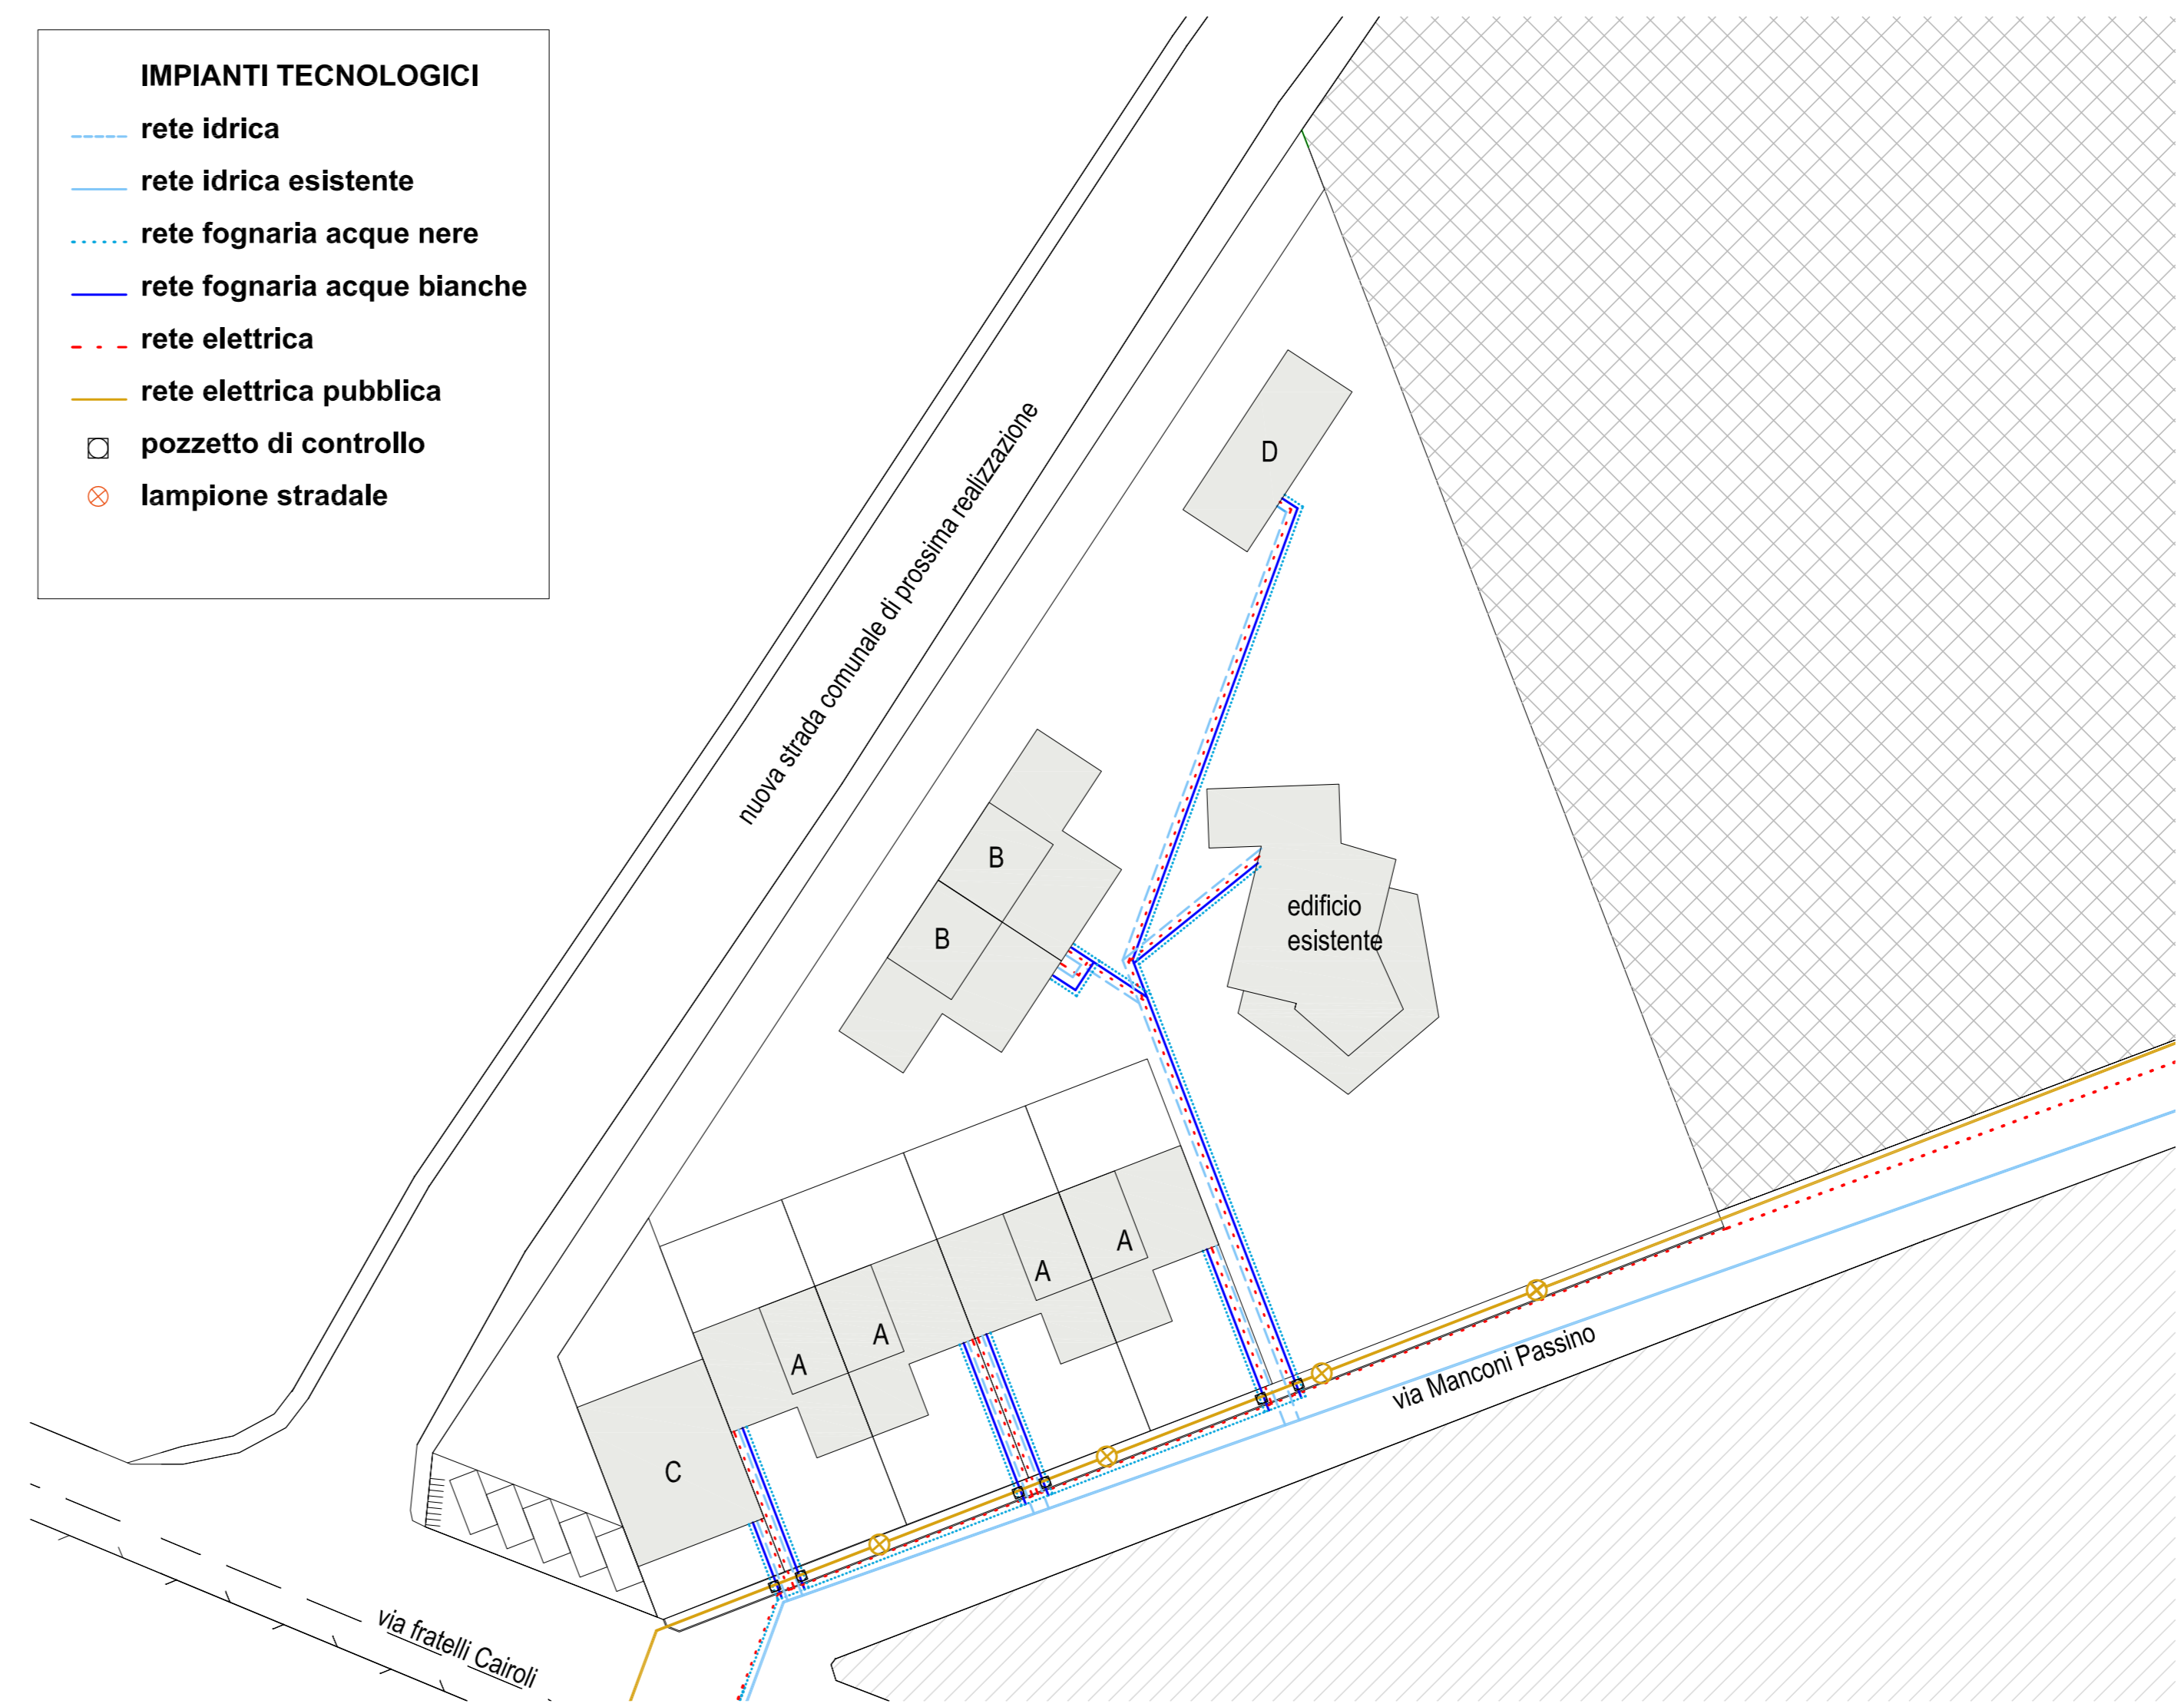 IMPIANTI TECNOLOGICI
rete idrica
rete idrica esistente
rete fognaria acque nere
rete fognaria acque bianche
rete elettrica
rete elettrica pubblica
pozzetto di controllo
lampione stradale
nuova strada comunale di prossima realizzazione
D
B
B
edificio
esistente
A
A
A
A
C
via Manconi Passino
via fratelli Cairoli